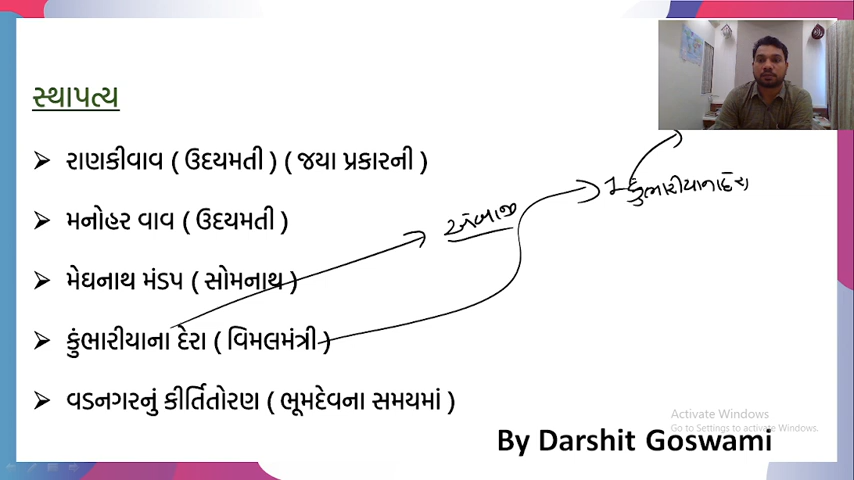 સ્થાપત્ય
➢ રાણકીવાવ ( ઉદયમતી ) ( જયા પ્રકારની )
➢ મનોહર વાવ ( ઉદયમતી )
અંબાજી
1 કુંભારીયાના દેરા
➢ મેઘનાથ મંડપ ( સોમનાથ )
➢ કુંભારીયાના દેરા ( વિમલમંત્રી )
➢ વડનગરનું કીર્તિતોરણ ( ભૂમદેવના સમયમાં )
Activate Windows
Go to Settings to activate Windows.
By Darshit Goswami